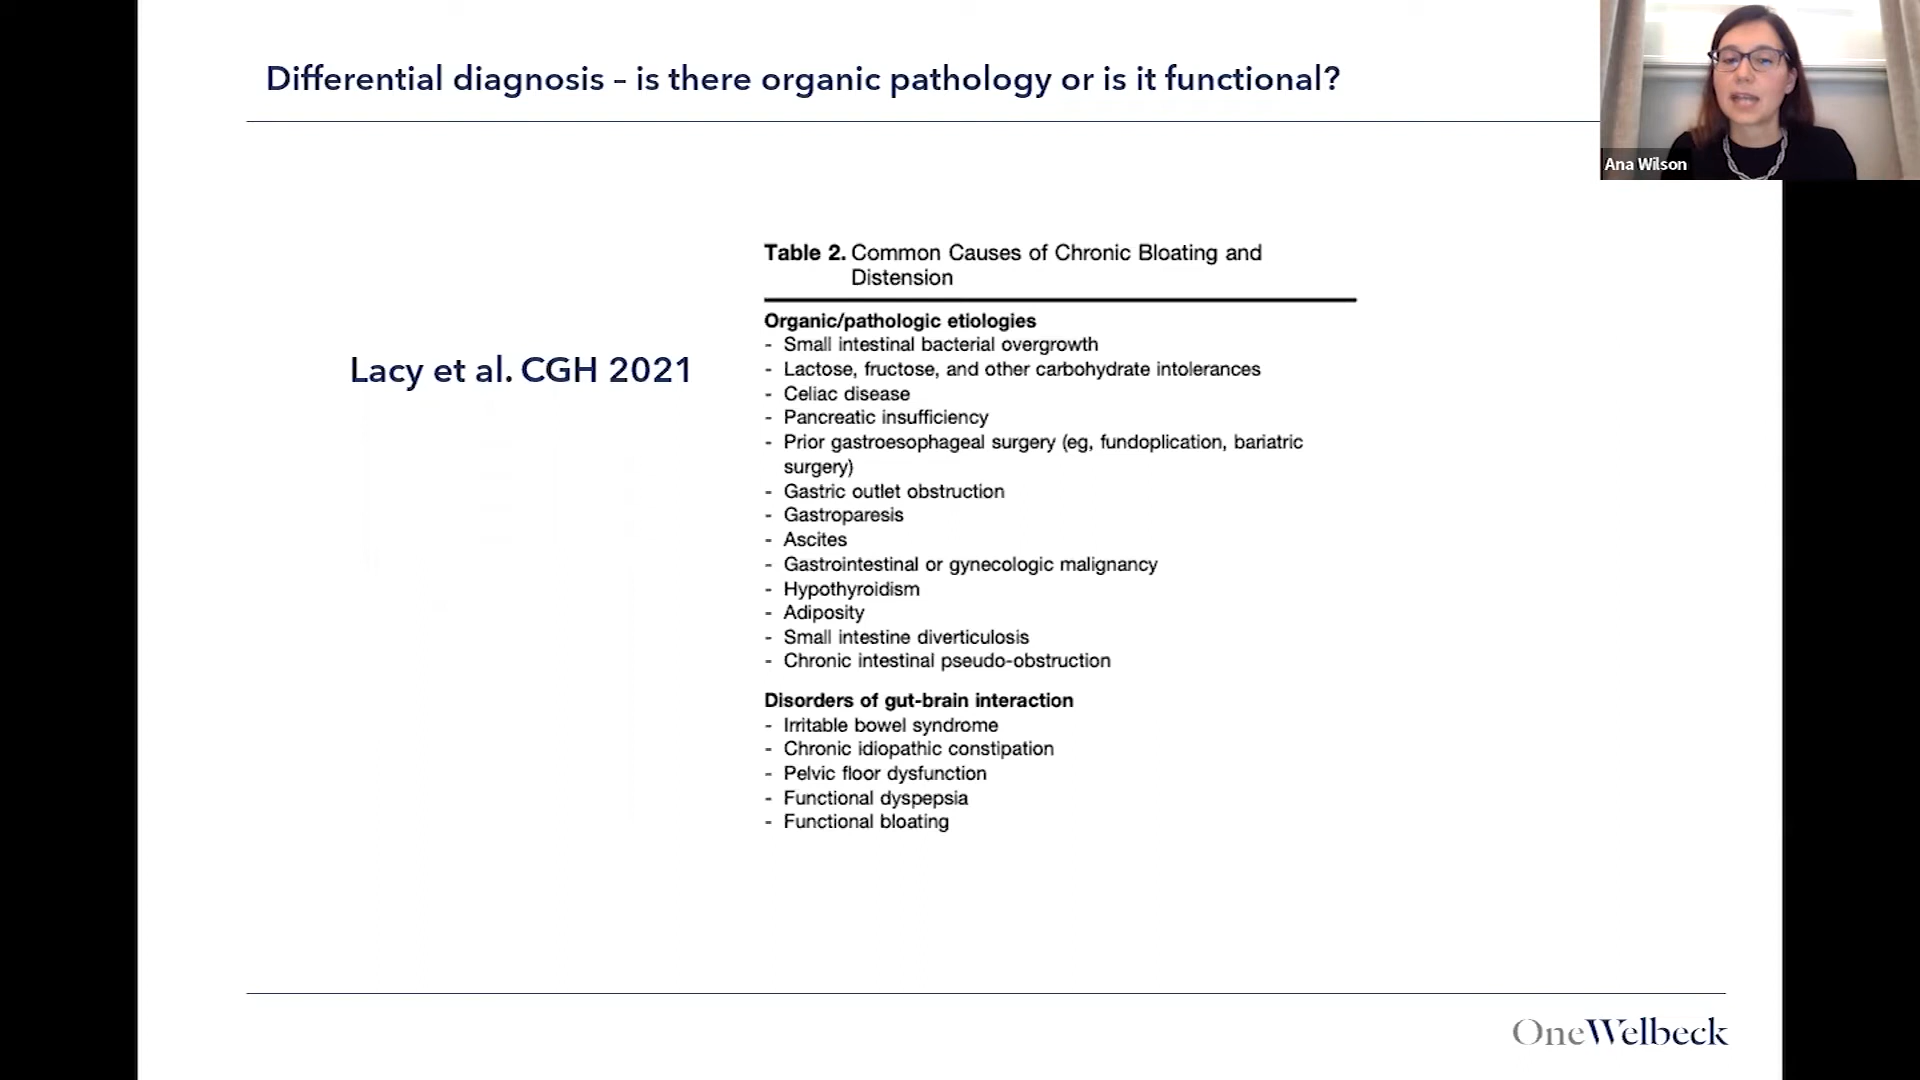 Differential diagnosis – is there organic pathology or is it functional?
Ana Wilson
Lacy et al. CGH 2021
Table 2. Common Causes of Chronic Bloating and
Distension
Organic/pathologic etiologies
- Small intestinal bacterial overgrowth
- Lactose, fructose, and other carbohydrate intolerances
- Celiac disease
- Pancreatic insufficiency
- Prior gastroesophageal surgery (eg, fundoplication, bariatric
surgery)
- Gastric outlet obstruction
- Gastroparesis
- Ascites
- Gastrointestinal or gynecologic malignancy
- Hypothyroidism
- Adiposity
- Small intestine diverticulosis
- Chronic intestinal pseudo-obstruction
Disorders of gut-brain interaction
- Irritable bowel syndrome
- Chronic idiopathic constipation
- Pelvic floor dysfunction
- Functional dyspepsia
- Functional bloating
OneWelbeck